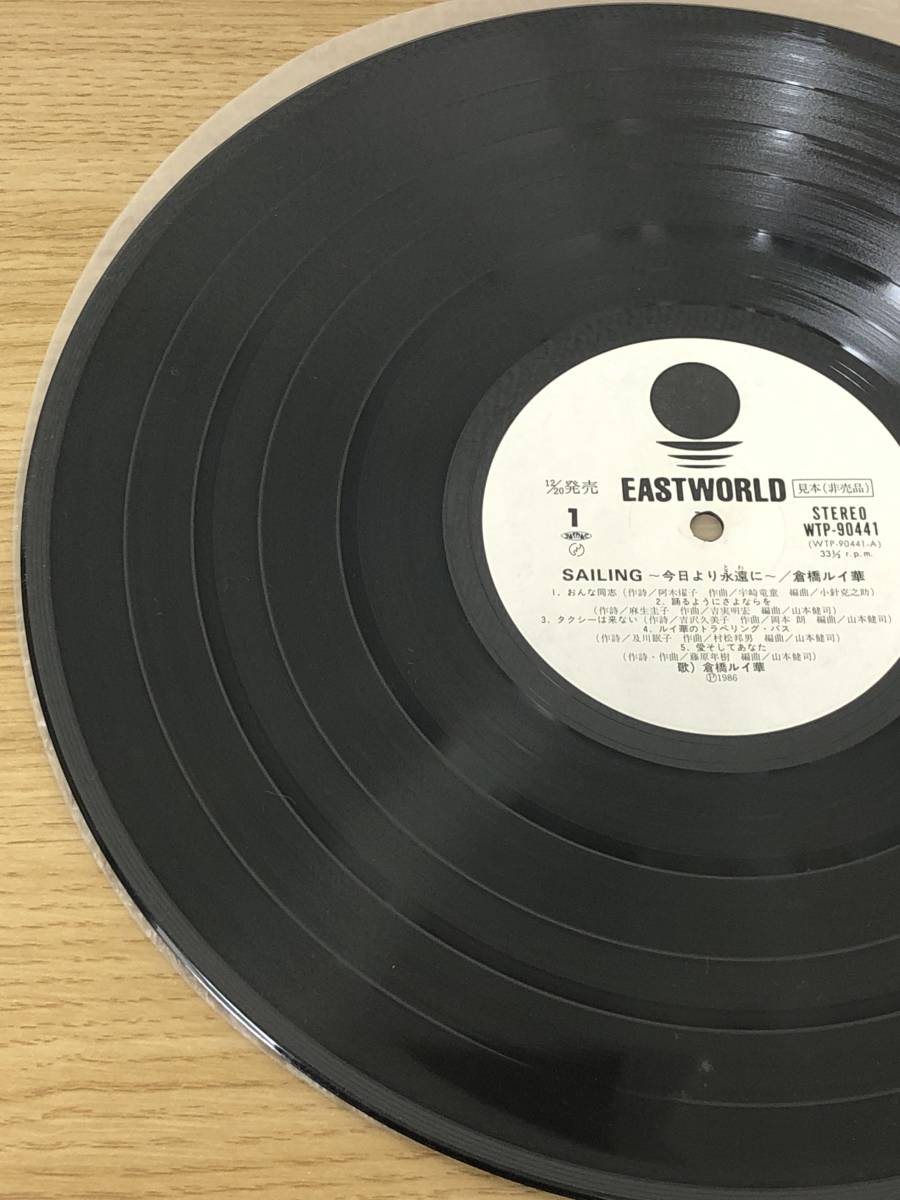 12/20発売 EASTWORLD 見本(非売品)
1
STEREO
WTP-90441
(WTP-90441-A)
33⅓ r.p.m.
SAILING ～今日より永遠に～／倉橋ルイ華
とわ
1. おんな同志 (作詩／阿木燿子 作曲／宇崎竜童 編曲／小針克之助)
2. 踊るようにさよならを
(作詩／麻生圭子 作曲／吉実明宏 編曲／山本健司)
3. タクシーは来ない (作詩／吉沢久美子 作曲／岡本 朗 編曲／山本健司)
4. ルイ華のトラベリング・バス
(作詩／及川眠子 作曲／村松邦男 編曲／山本健司)
5. 愛そしてあなた
(作詩・作曲／藤原年樹 編曲／山本健司)
歌) 倉橋ルイ華
Ⓟ1986